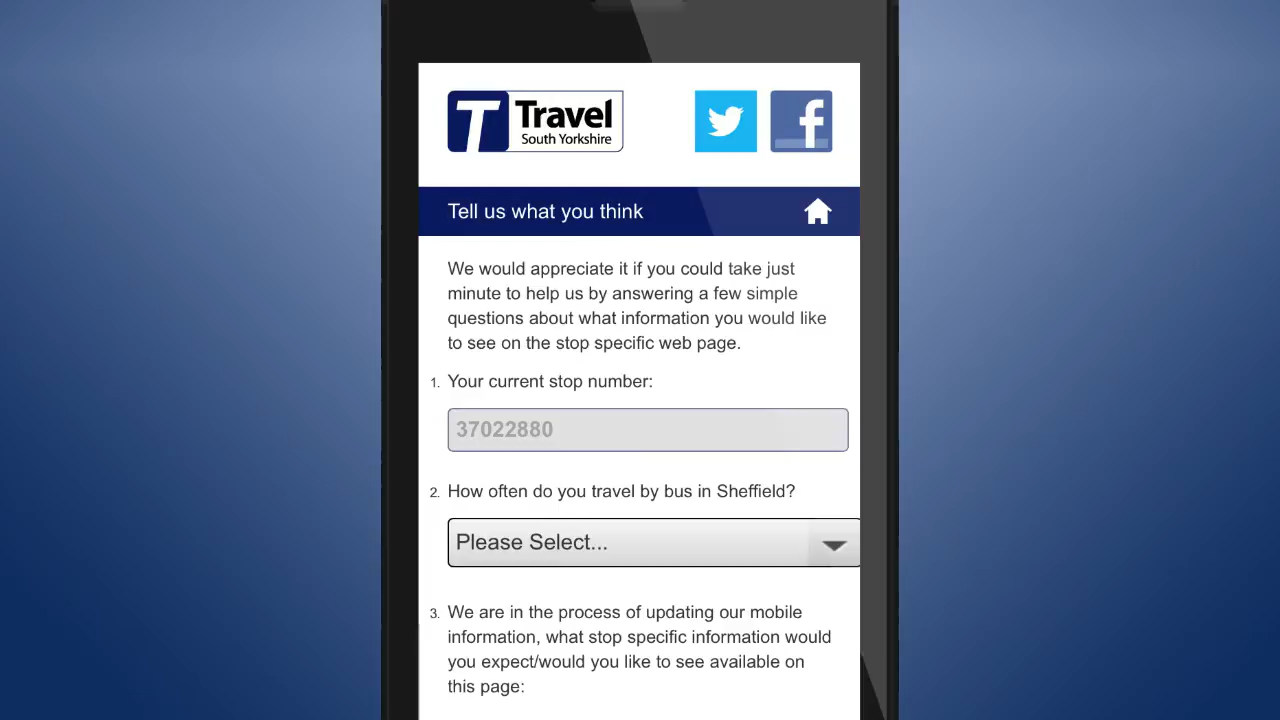 T Travel
South Yorkshire
f
Tell us what you think
We would appreciate it if you could take just
minute to help us by answering a few simple
questions about what information you would like
to see on the stop specific web page.
1. Your current stop number:
37022880
2. How often do you travel by bus in Sheffield?
Please Select...
3. We are in the process of updating our mobile
information, what stop specific information would
you expect/would you like to see available on
this page: